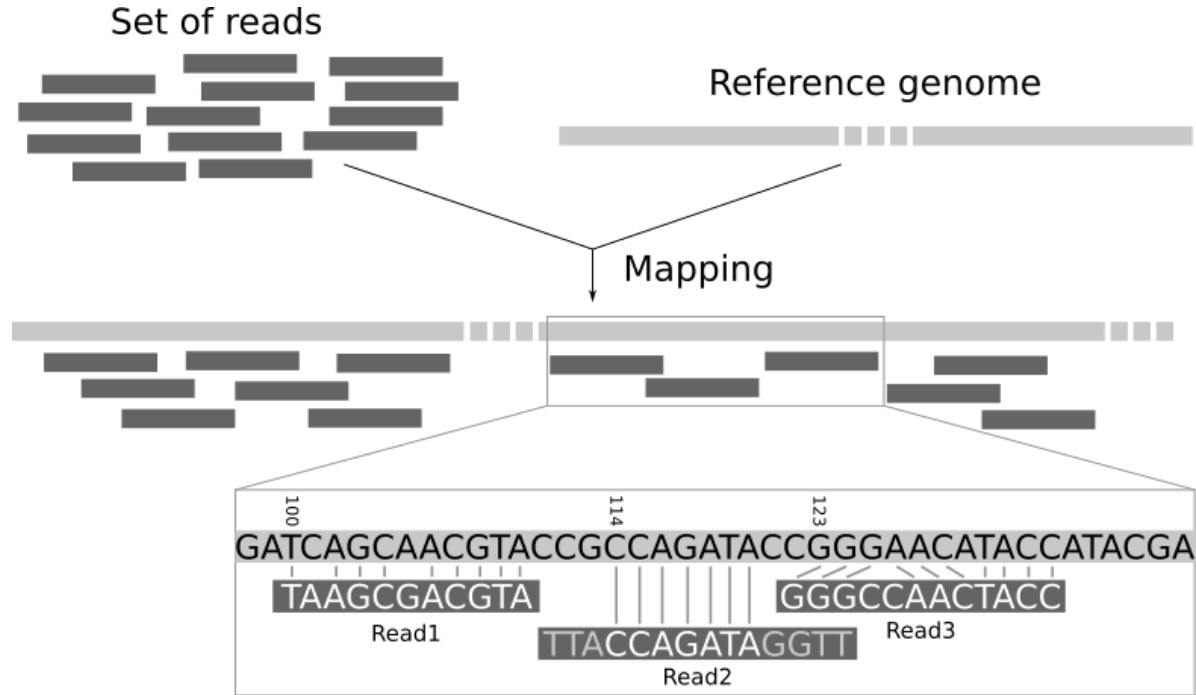 Set of reads
Reference genome
Mapping
100 114 123
GATCAGCAACGTACCGCCAGATACCGGGAACATACCATACGA
TAAGCGACGTA
GGGCCAACTACC
Read1
Read3
TTACCAGATAGGTT
Read2